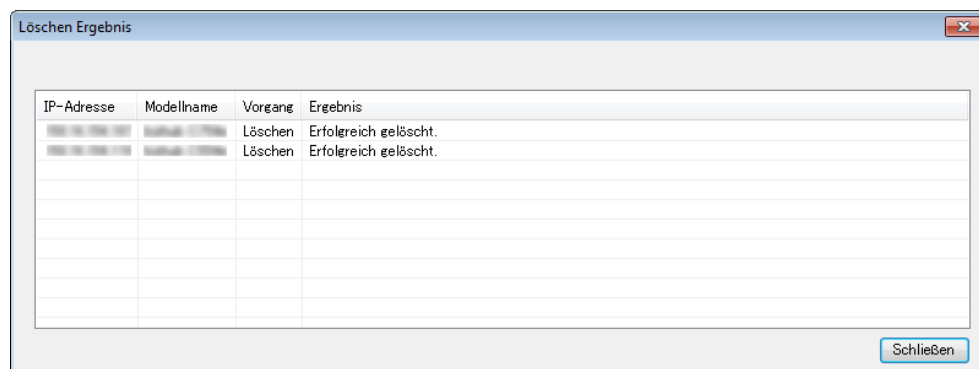 Löschen Ergebnis
IP-Adresse Modellname Vorgang Ergebnis
Löschen Erfolgreich gelöscht.
Löschen Erfolgreich gelöscht.
Schließen